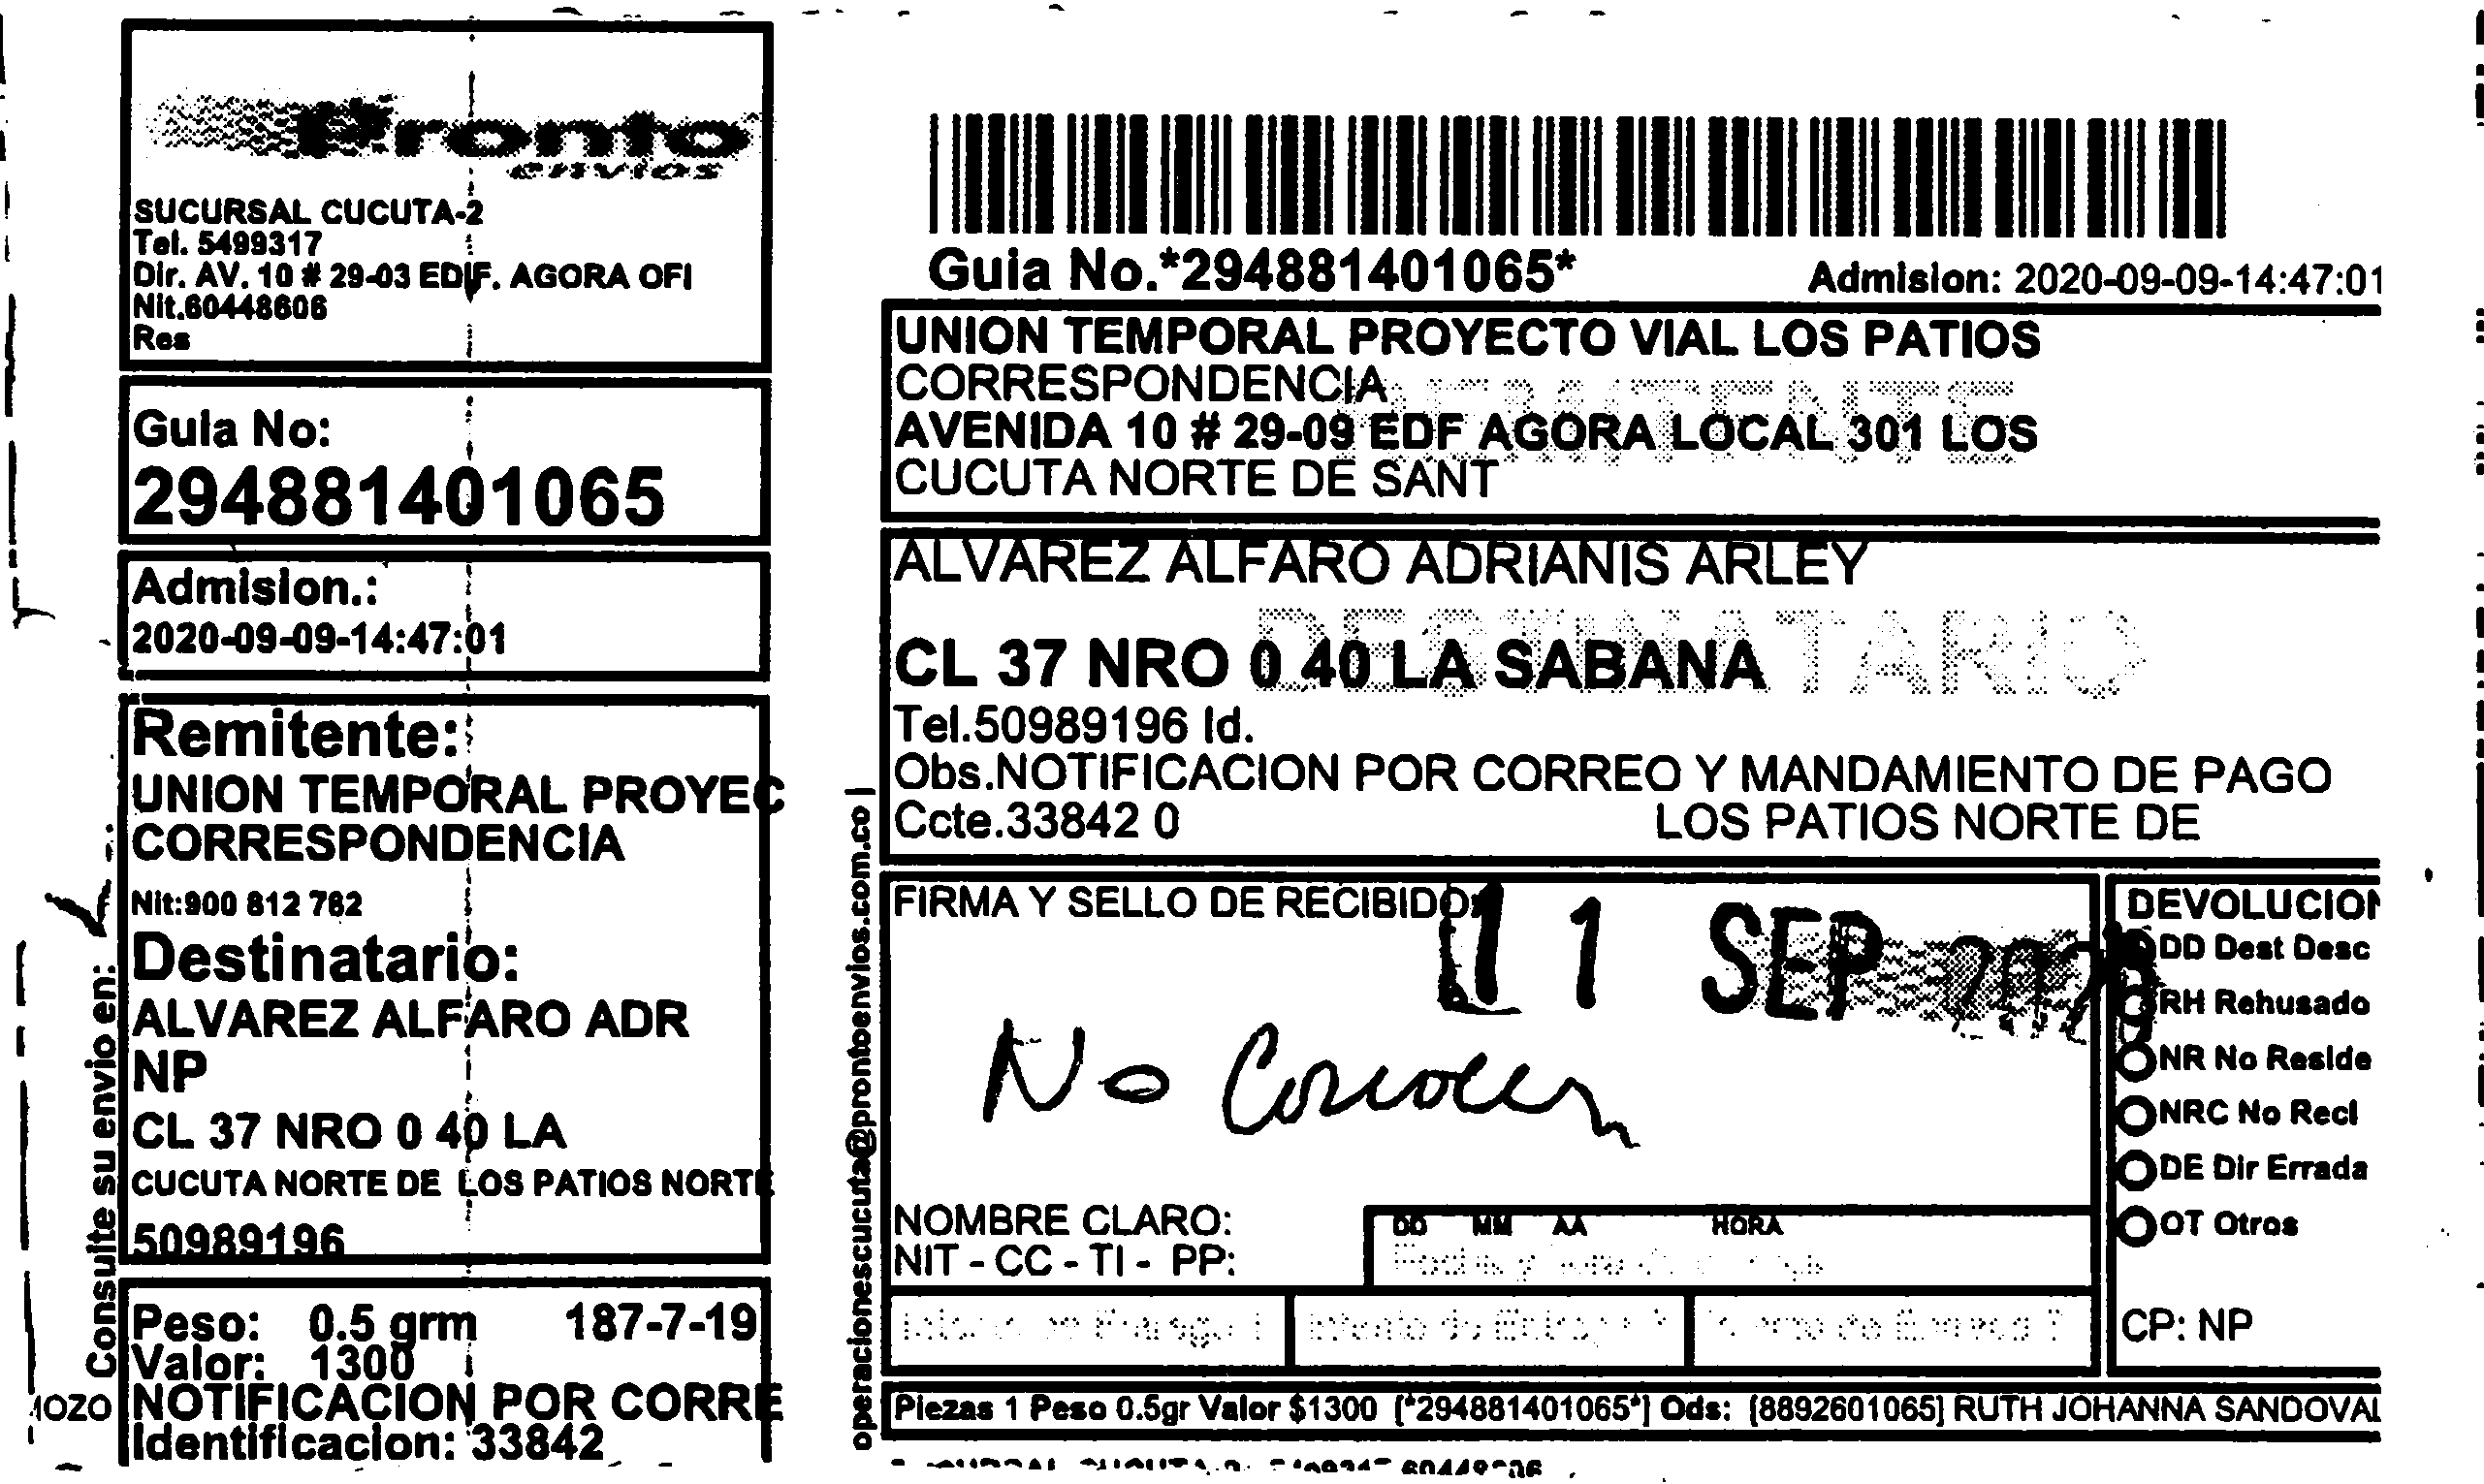 Pronto
envios
SUCURSAL CUCUTA-2
Tel. 5499317
Dir. AV. 10 # 29-03 EDIF. AGORA OFI
Nit.60448606
Res
Guia No:
294881401065
Admision.:
2020-09-09-14:47:01
Remitente:
UNION TEMPORAL PROYEC
CORRESPONDENCIA
Nit:900 812 782
Destinatario:
ALVAREZ ALFARO ADR
NP
CL 37 NRO 0 40 LA
CUCUTA NORTE DE LOS PATIOS NORTE
50989196
Peso: 0.5 grm 187-7-19
Valor: 1300
NOTIFICACION POR CORRE
Identificacion: 33842
Consulte su envio en:
operacionescucuta@prontoenvios.com.co |
Guia No.*294881401065*
Admision: 2020-09-09-14:47:01
UNION TEMPORAL PROYECTO VIAL LOS PATIOS
CORRESPONDENCIA
REMITENTE
AVENIDA 10 # 29-09 EDF AGORA LOCAL 301 LOS
CUCUTA NORTE DE SANT
ALVAREZ ALFARO ADRIANIS ARLEY
DESTINATARIO
CL 37 NRO 0 40 LA SABANA
Tel.50989196 Id.
Obs.NOTIFICACION POR CORREO Y MANDAMIENTO DE PAGO
Ccte.33842 0 LOS PATIOS NORTE DE
FIRMA Y SELLO DE RECIBIDO
11 SEP 2020
No Conocen
NOMBRE CLARO:
NIT - CC - TI - PP:
DD MM AA HORA
DEVOLUCION
DD Dest Desc
RH Rehusado
NR No Reside
NRC No Recl
DE Dir Errada
OT Otros
CP: NP
Piezas 1 Peso 0.5gr Valor $1300 [*294881401065*] Ods: [8892601065] RUTH JOHANNA SANDOVAL